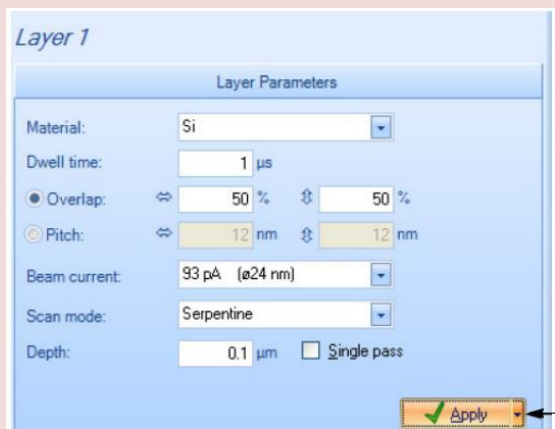 Layer 1
Layer Parameters
Material: Si
Dwell time: 1 µs
Overlap: 50 % 50 %
Pitch: 12 nm 12 nm
Beam current: 93 pA (ø24 nm)
Scan mode: Serpentine
Depth: 0.1 µm Single pass
Apply